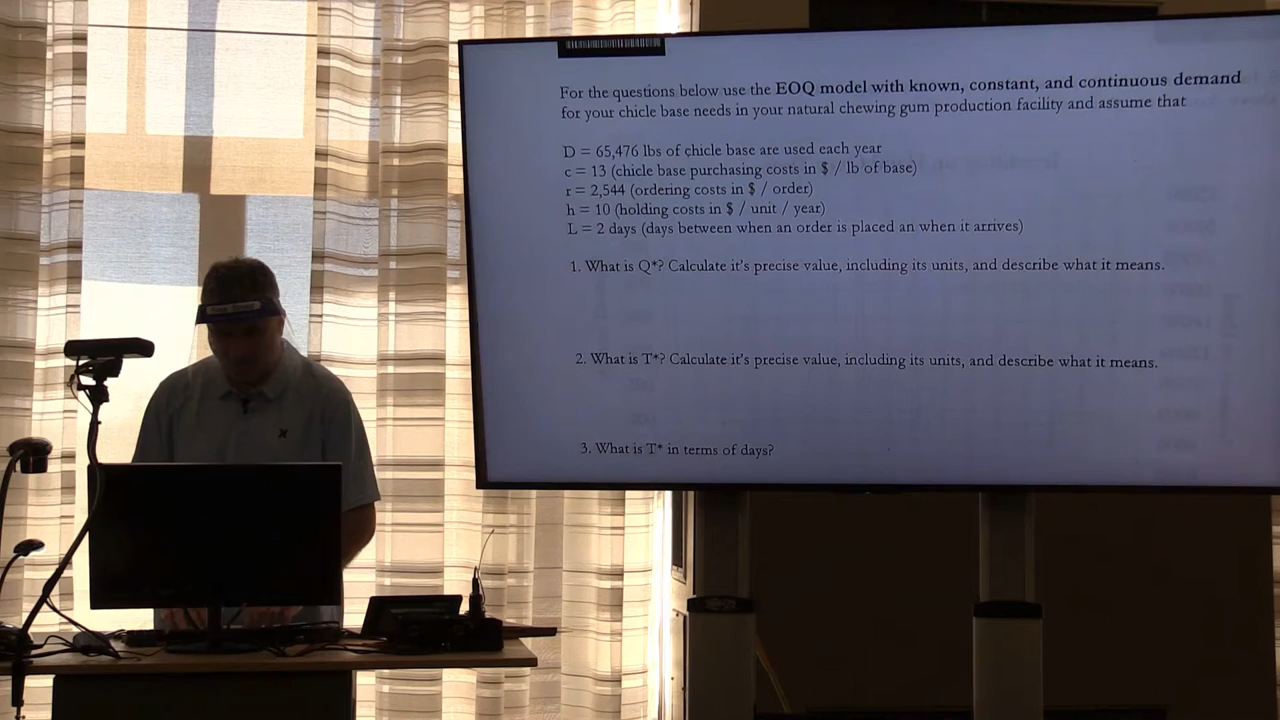 For the questions below use the EOQ model with known, constant, and continuous demand
for your chicle base needs in your natural chewing gum production facility and assume that
D = 65,476 lbs of chicle base are used each year
c = 13 (chicle base purchasing costs in $ / lb of base)
r = 2,544 (ordering costs in $ / order)
h = 10 (holding costs in $ / unit / year)
L = 2 days (days between when an order is placed an when it arrives)
1. What is Q*? Calculate it's precise value, including its units, and describe what it means.
2. What is T*? Calculate it's precise value, including its units, and describe what it means.
3. What is T* in terms of days?